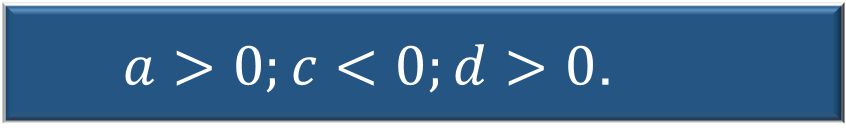 a > 0; c < 0; d > 0.